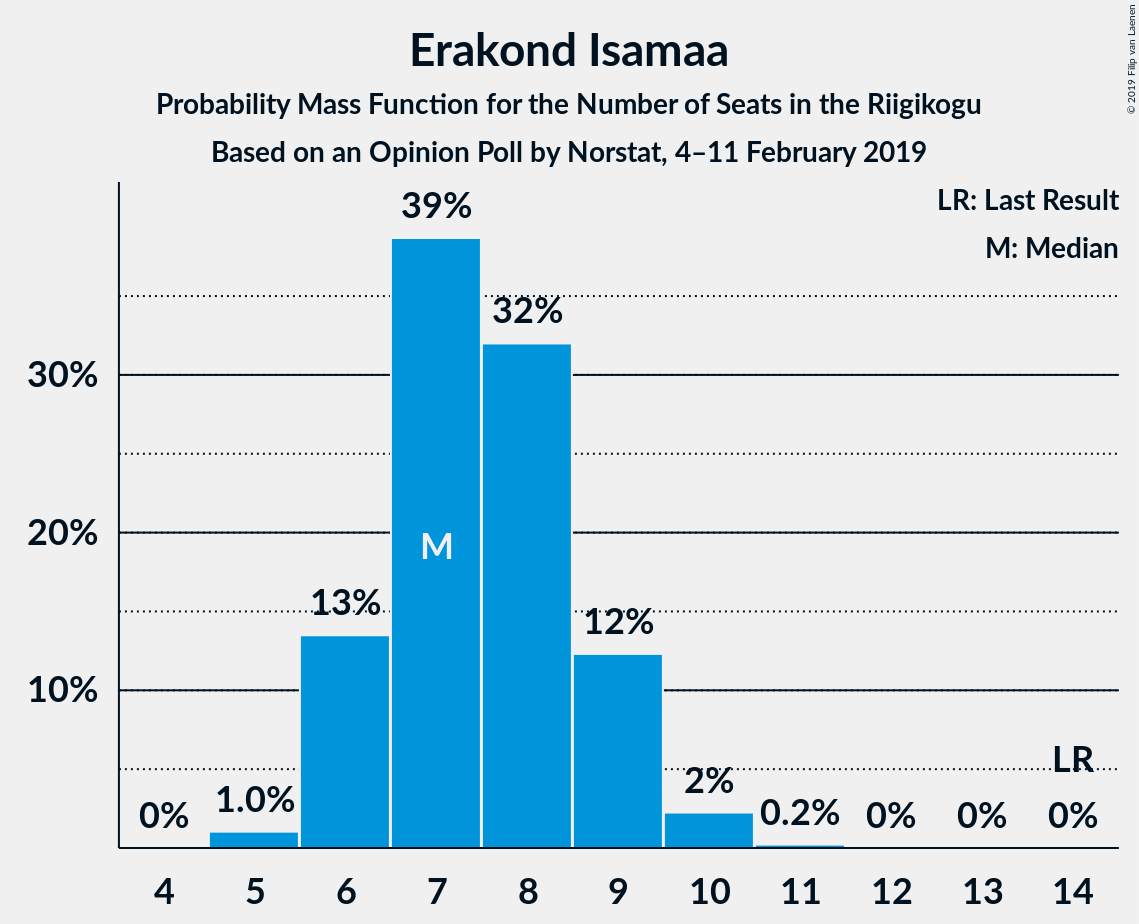 Erakond Isamaa
Probability Mass Function for the Number of Seats in the Riigikogu
Based on an Opinion Poll by Norstat, 4–11 February 2019
© 2019 Filip van Laenen
LR: Last Result
M: Median
39%
32%
30%
20%
M
13%
12%
10%
LR
2%
1.0%
0.2%
0%
0%
0%
0%
4 5 6 7 8 9 10 11 12 13 14